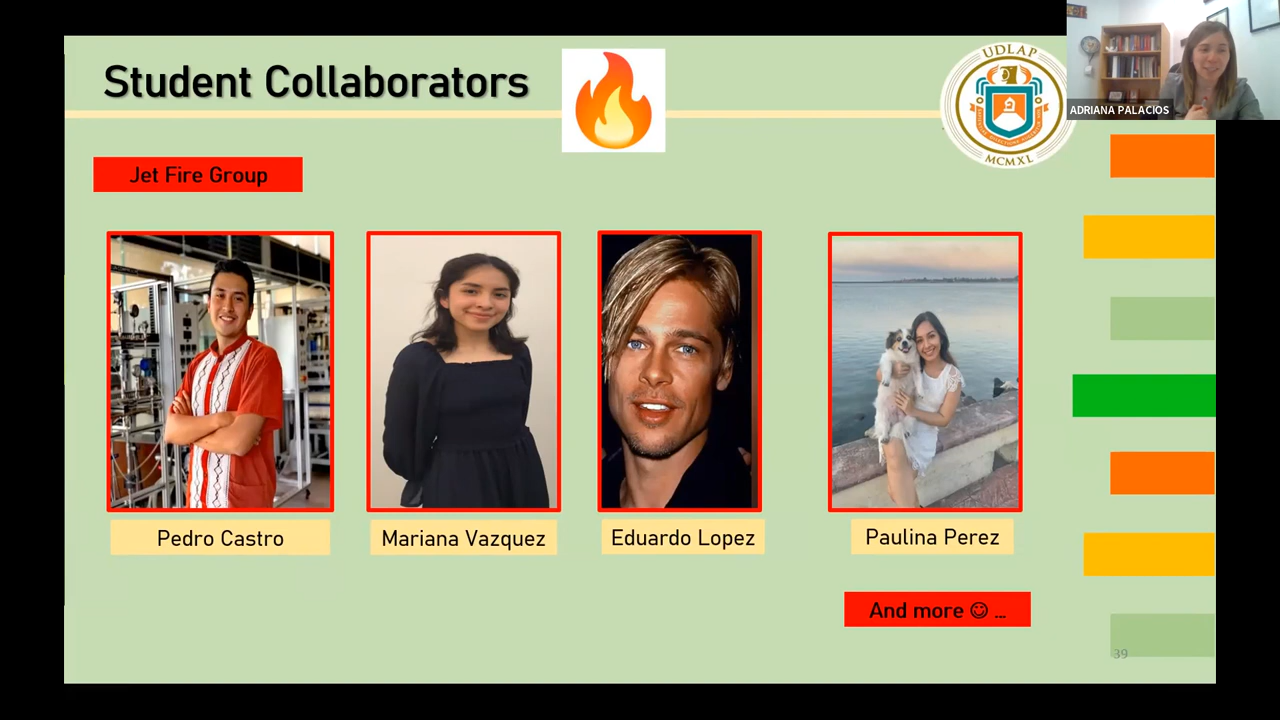 Student Collaborators
UDLAP
MCMXL
ADRIANA PALACIOS
Jet Fire Group
Pedro Castro
Mariana Vazquez
Eduardo Lopez
Paulina Perez
And more ☺ ...
39